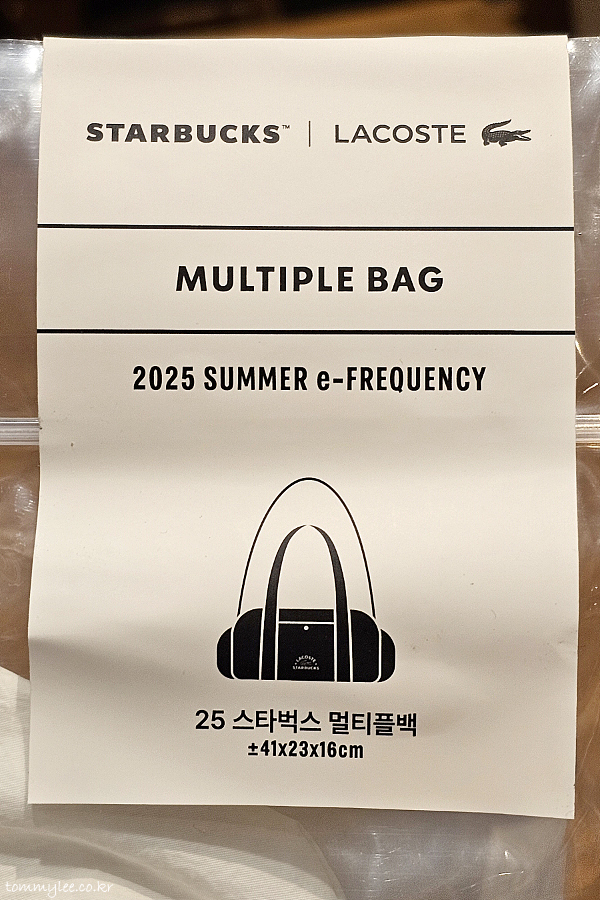 STARBUCKS™ | LACOSTE
MULTIPLE BAG
2025 SUMMER e-FREQUENCY
LACOSTE
STARBUCKS
25 스타벅스 멀티플백
±41x23x16cm
tommylee.co.kr